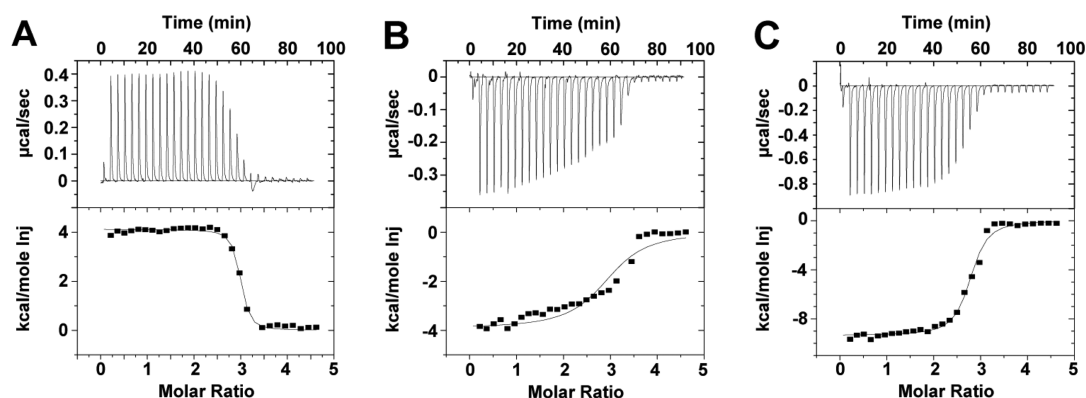 A
Time (min)
0 20 40 60 80 100
µcal/sec
0.4
0.3
0.2
0.1
0
kcal/mole Inj
4
2
0
0 1 2 3 4 5
Molar Ratio
B
Time (min)
0 20 40 60 80 100
µcal/sec
0
-0.1
-0.2
-0.3
kcal/mole Inj
0
-2
-4
0 1 2 3 4 5
Molar Ratio
C
Time (min)
0 20 40 60 80 100
µcal/sec
0
-0.2
-0.4
-0.6
-0.8
kcal/mole Inj
0
-4
-8
0 1 2 3 4 5
Molar Ratio